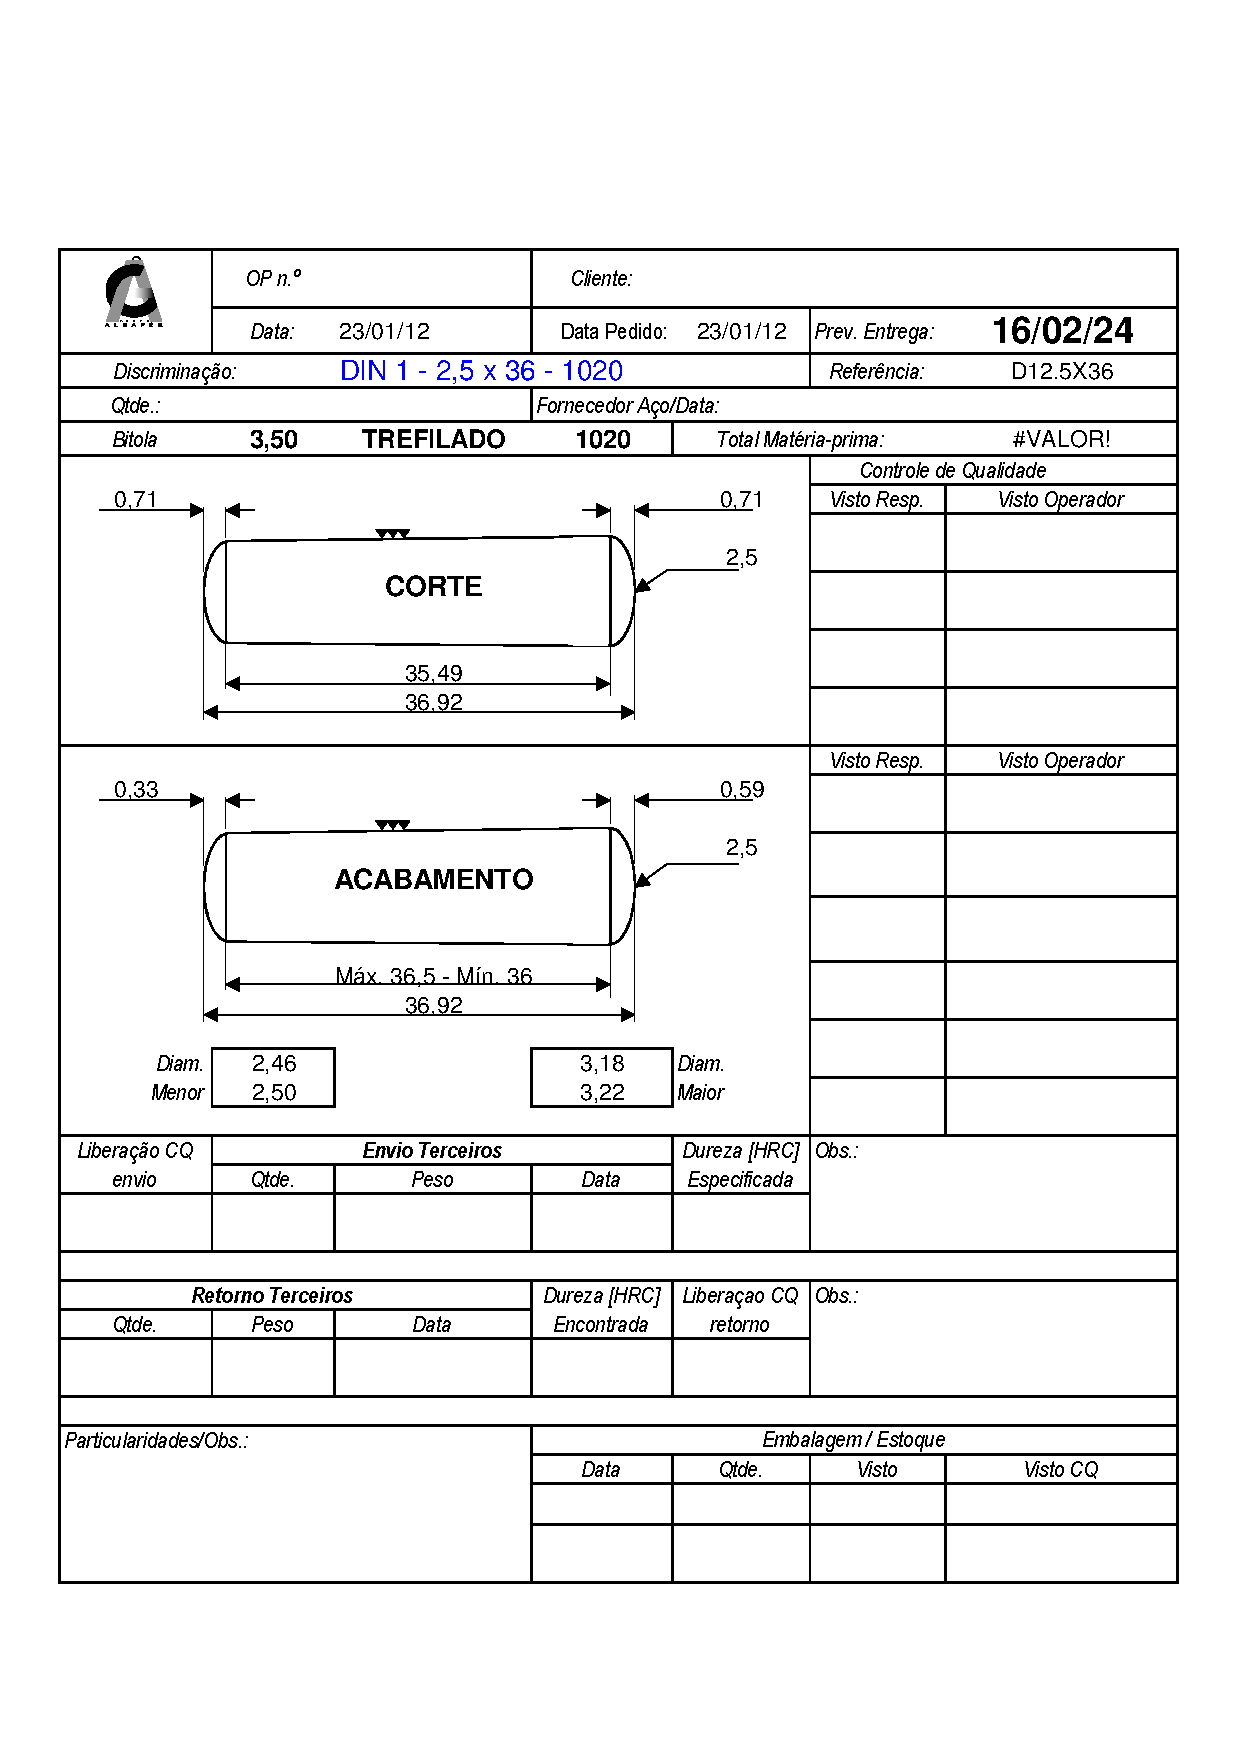 OP n.º Cliente:
ALBAFER
Data: 23/01/12 Data Pedido: 23/01/12 Prev. Entrega: 16/02/24
Discriminação: DIN 1 - 2,5 x 36 - 1020 Referência: D12.5X36
Qtde.: Fornecedor Aço/Data:
Bitola 3,50 TREFILADO 1020 Total Matéria-prima: #VALOR!
Controle de Qualidade
0,71 0,71 Visto Resp. Visto Operador
2,5
CORTE
35,49
36,92
Visto Resp. Visto Operador
0,33 0,59
2,5
ACABAMENTO
Máx. 36,5 - Mín. 36
36,92
Diam. 2,46 3,18 Diam.
Menor 2,50 3,22 Maior
Liberação CQ Envio Terceiros Dureza [HRC] Obs.:
envio Qtde. Peso Data Especificada
Retorno Terceiros Dureza [HRC] Liberaçao CQ Obs.:
Qtde. Peso Data Encontrada retorno
Particularidades/Obs.: Embalagem / Estoque
Data Qtde. Visto Visto CQ